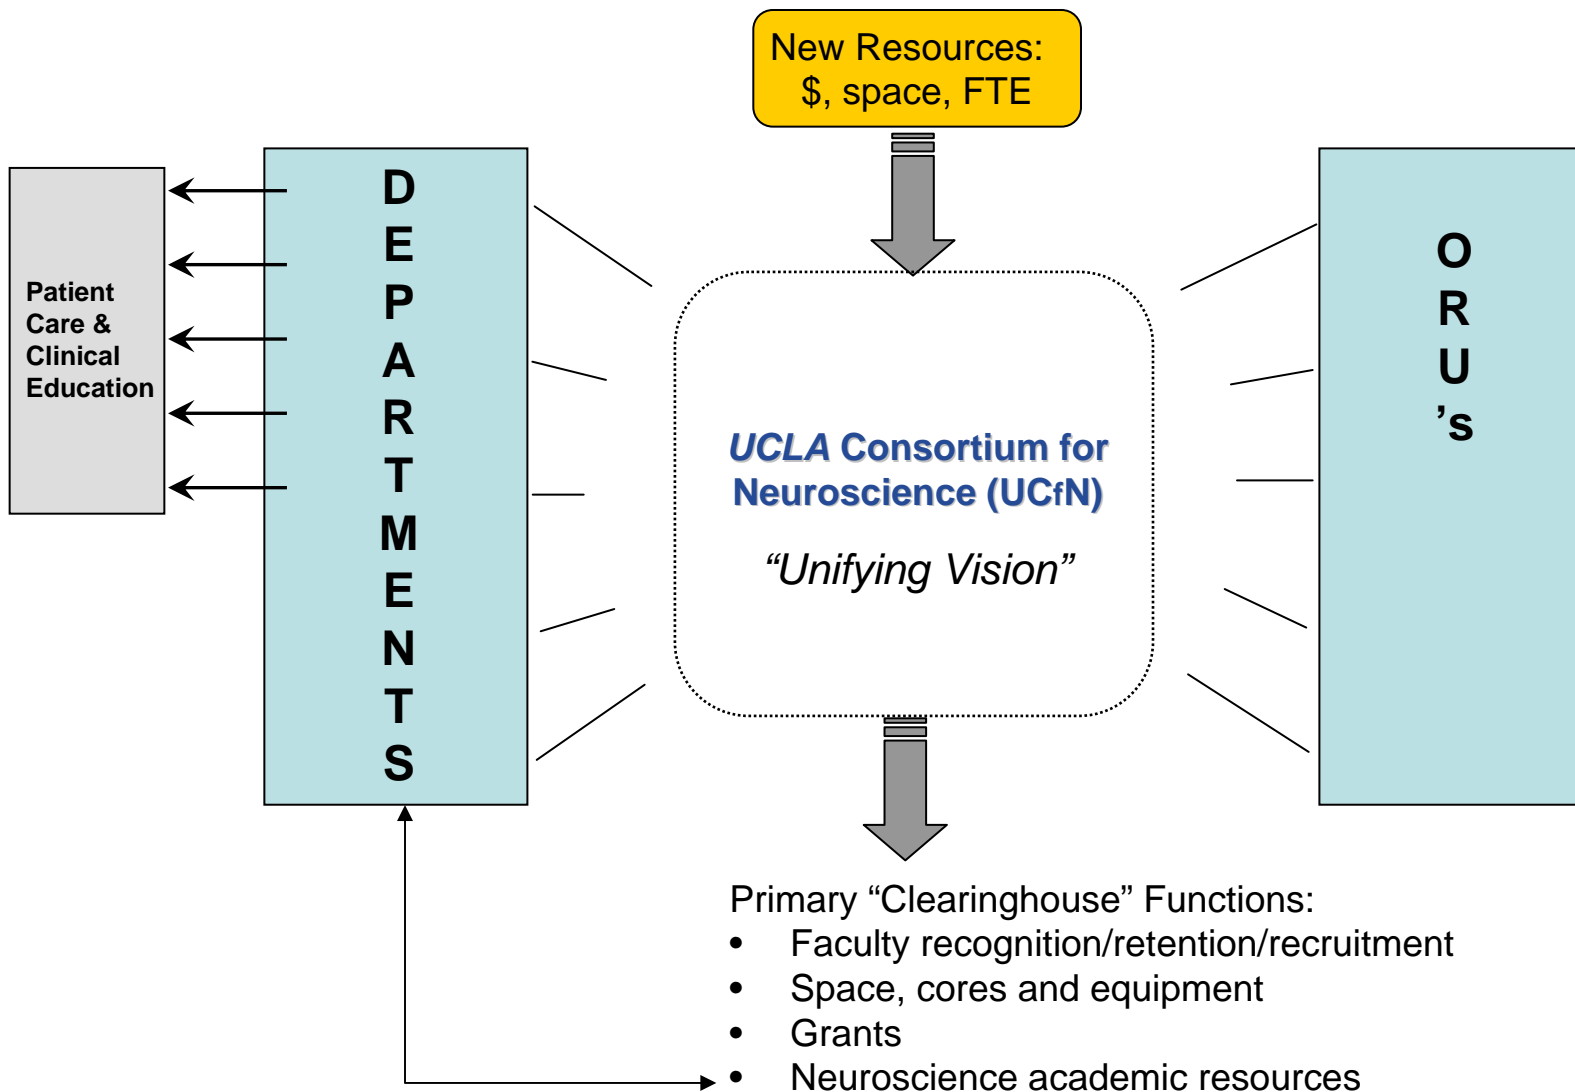 New Resources:
$, space, FTE
Patient
Care &
Clinical
Education
D
E
P
A
R
T
M
E
N
T
S
UCLA Consortium for
Neuroscience (UCfN)
“Unifying Vision”
O
R
U
’s
Primary “Clearinghouse” Functions:
• Faculty recognition/retention/recruitment
• Space, cores and equipment
• Grants
• Neuroscience academic resources